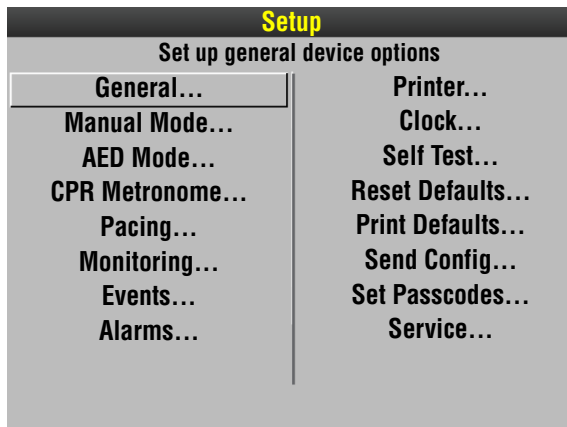 Setup
Set up general device options
General...
Manual Mode...
AED Mode...
CPR Metronome...
Pacing...
Monitoring...
Events...
Alarms...
Printer...
Clock...
Self Test...
Reset Defaults...
Print Defaults...
Send Config...
Set Passcodes...
Service...